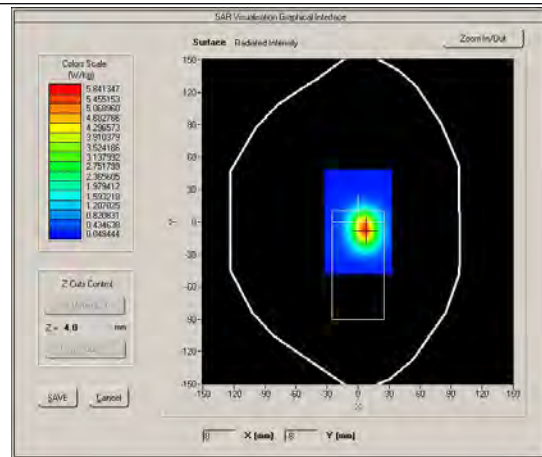 SAR Visualisation Graphical Interface
Surface Radiated Intensity
Zoom In/Out
Colors Scale
(W/kg)
5.841347
5.455153
5.068960
4.682766
4.296573
3.910379
3.524186
3.137992
2.751799
2.365605
1.979412
1.593218
1.207025
0.820831
0.434638
0.048444
150-
120-
90-
60-
30-
0-
-30-
-60-
-90-
-120-
-150-
Y
-150 -120 -90 -60 -30 0 30 60 90 120 150
X
Z Cuts Control
Z = 4.0 mm
SAVE
Cancel
8 X (mm) -8 Y (mm)